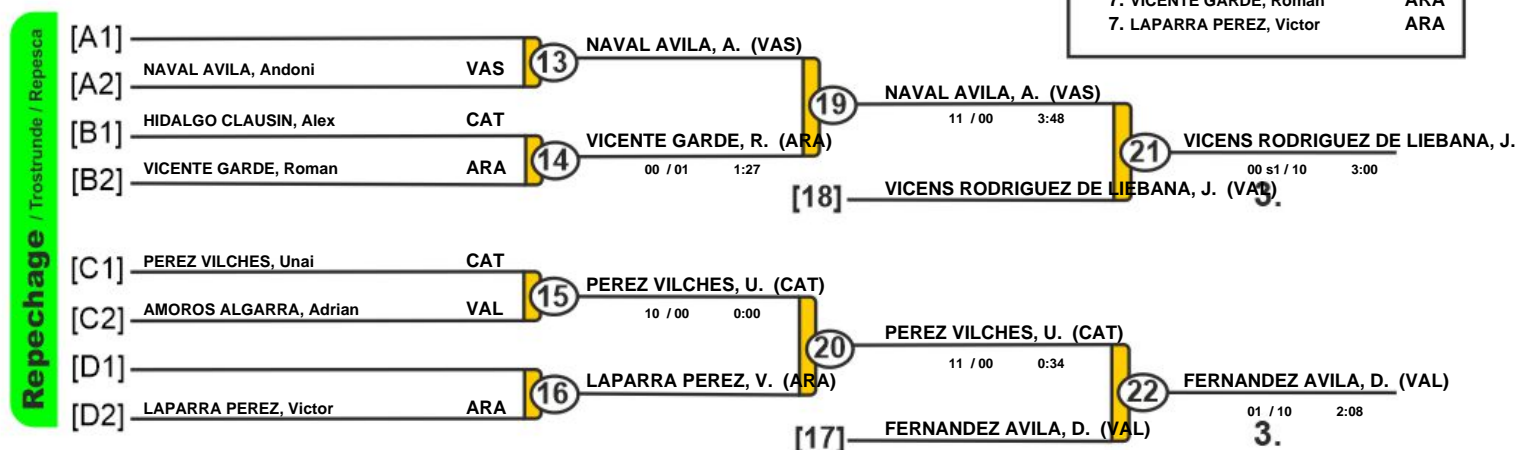 7. VICENTE GARDE, Roman ARA
7. LAPARRA PEREZ, Victor ARA
Repechage / Trostrunde / Repesca
[A1]
NAVAL AVILA, A. (VAS)
13
[A2] NAVAL AVILA, Andoni VAS
19
NAVAL AVILA, A. (VAS)
11 / 00 3:48
[B1] HIDALGO CLAUSIN, Alex CAT
VICENTE GARDE, R. (ARA)
00 / 01 1:27
14
[B2] VICENTE GARDE, Roman ARA
21
VICENS RODRIGUEZ DE LIEBANA, J.
00 s1 / 10 3:00
[18] VICENS RODRIGUEZ DE LIEBANA, J. (VAL)
3.
[C1] PEREZ VILCHES, Unai CAT
PEREZ VILCHES, U. (CAT)
10 / 00 0:00
15
[C2] AMOROS ALGARRA, Adrian VAL
20
PEREZ VILCHES, U. (CAT)
11 / 00 0:34
[D1]
LAPARRA PEREZ, V. (ARA)
16
[D2] LAPARRA PEREZ, Victor ARA
22
FERNANDEZ AVILA, D. (VAL)
01 / 10 2:08
[17] FERNANDEZ AVILA, D. (VAL)
3.